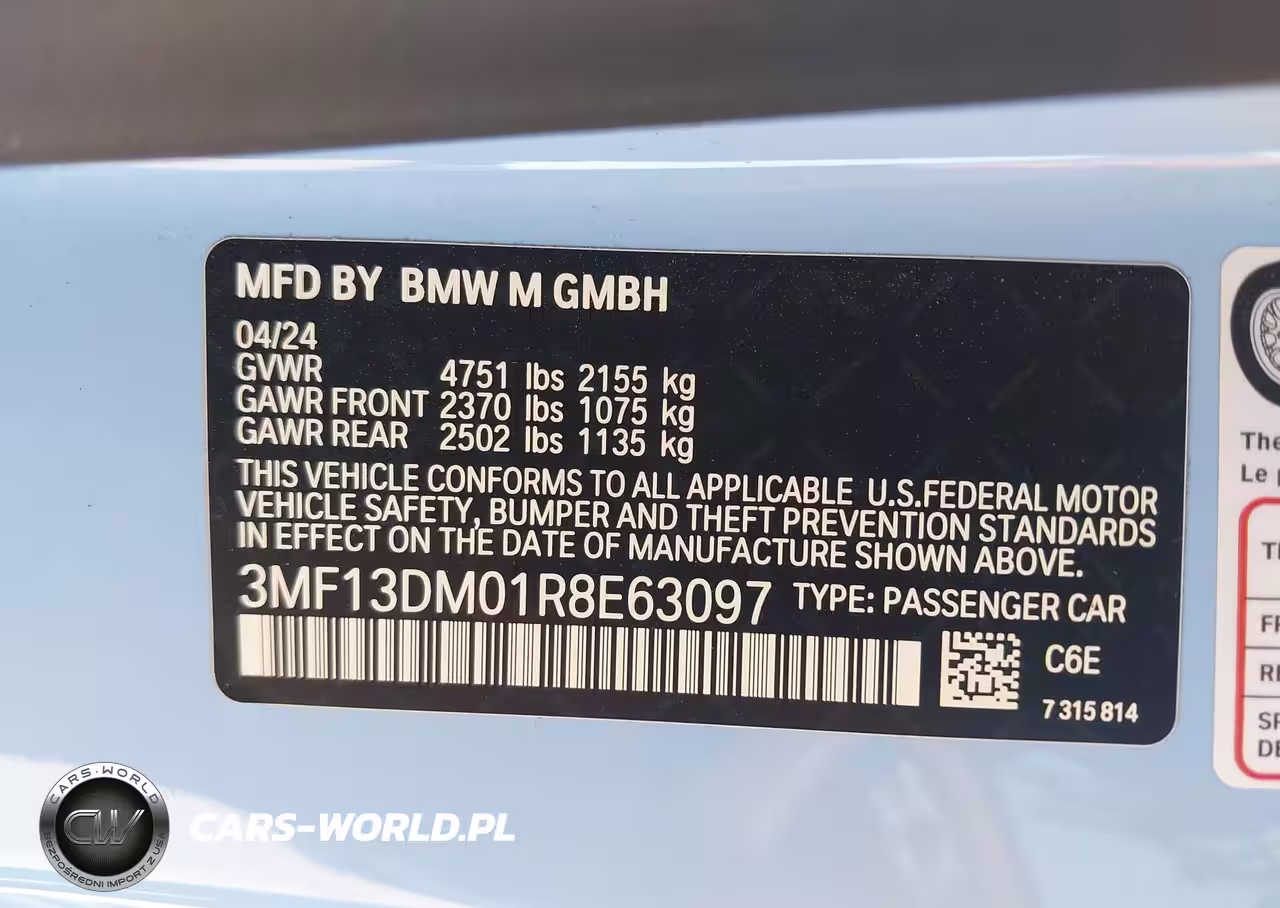 MFD BY BMW M GMBH
04/24
GVWR 4751 lbs 2155 kg
GAWR FRONT 2370 lbs 1075 kg
GAWR REAR 2502 lbs 1135 kg
THIS VEHICLE CONFORMS TO ALL APPLICABLE U.S.FEDERAL MOTOR
VEHICLE SAFETY, BUMPER AND THEFT PREVENTION STANDARDS
IN EFFECT ON THE DATE OF MANUFACTURE SHOWN ABOVE.
3MF13DM01R8E63097 TYPE: PASSENGER CAR
C6E
7 315 814
The
Le
CARS-WORLD
CW
BEZPOŚREDNI IMPORT Z USA
CARS-WORLD.PL